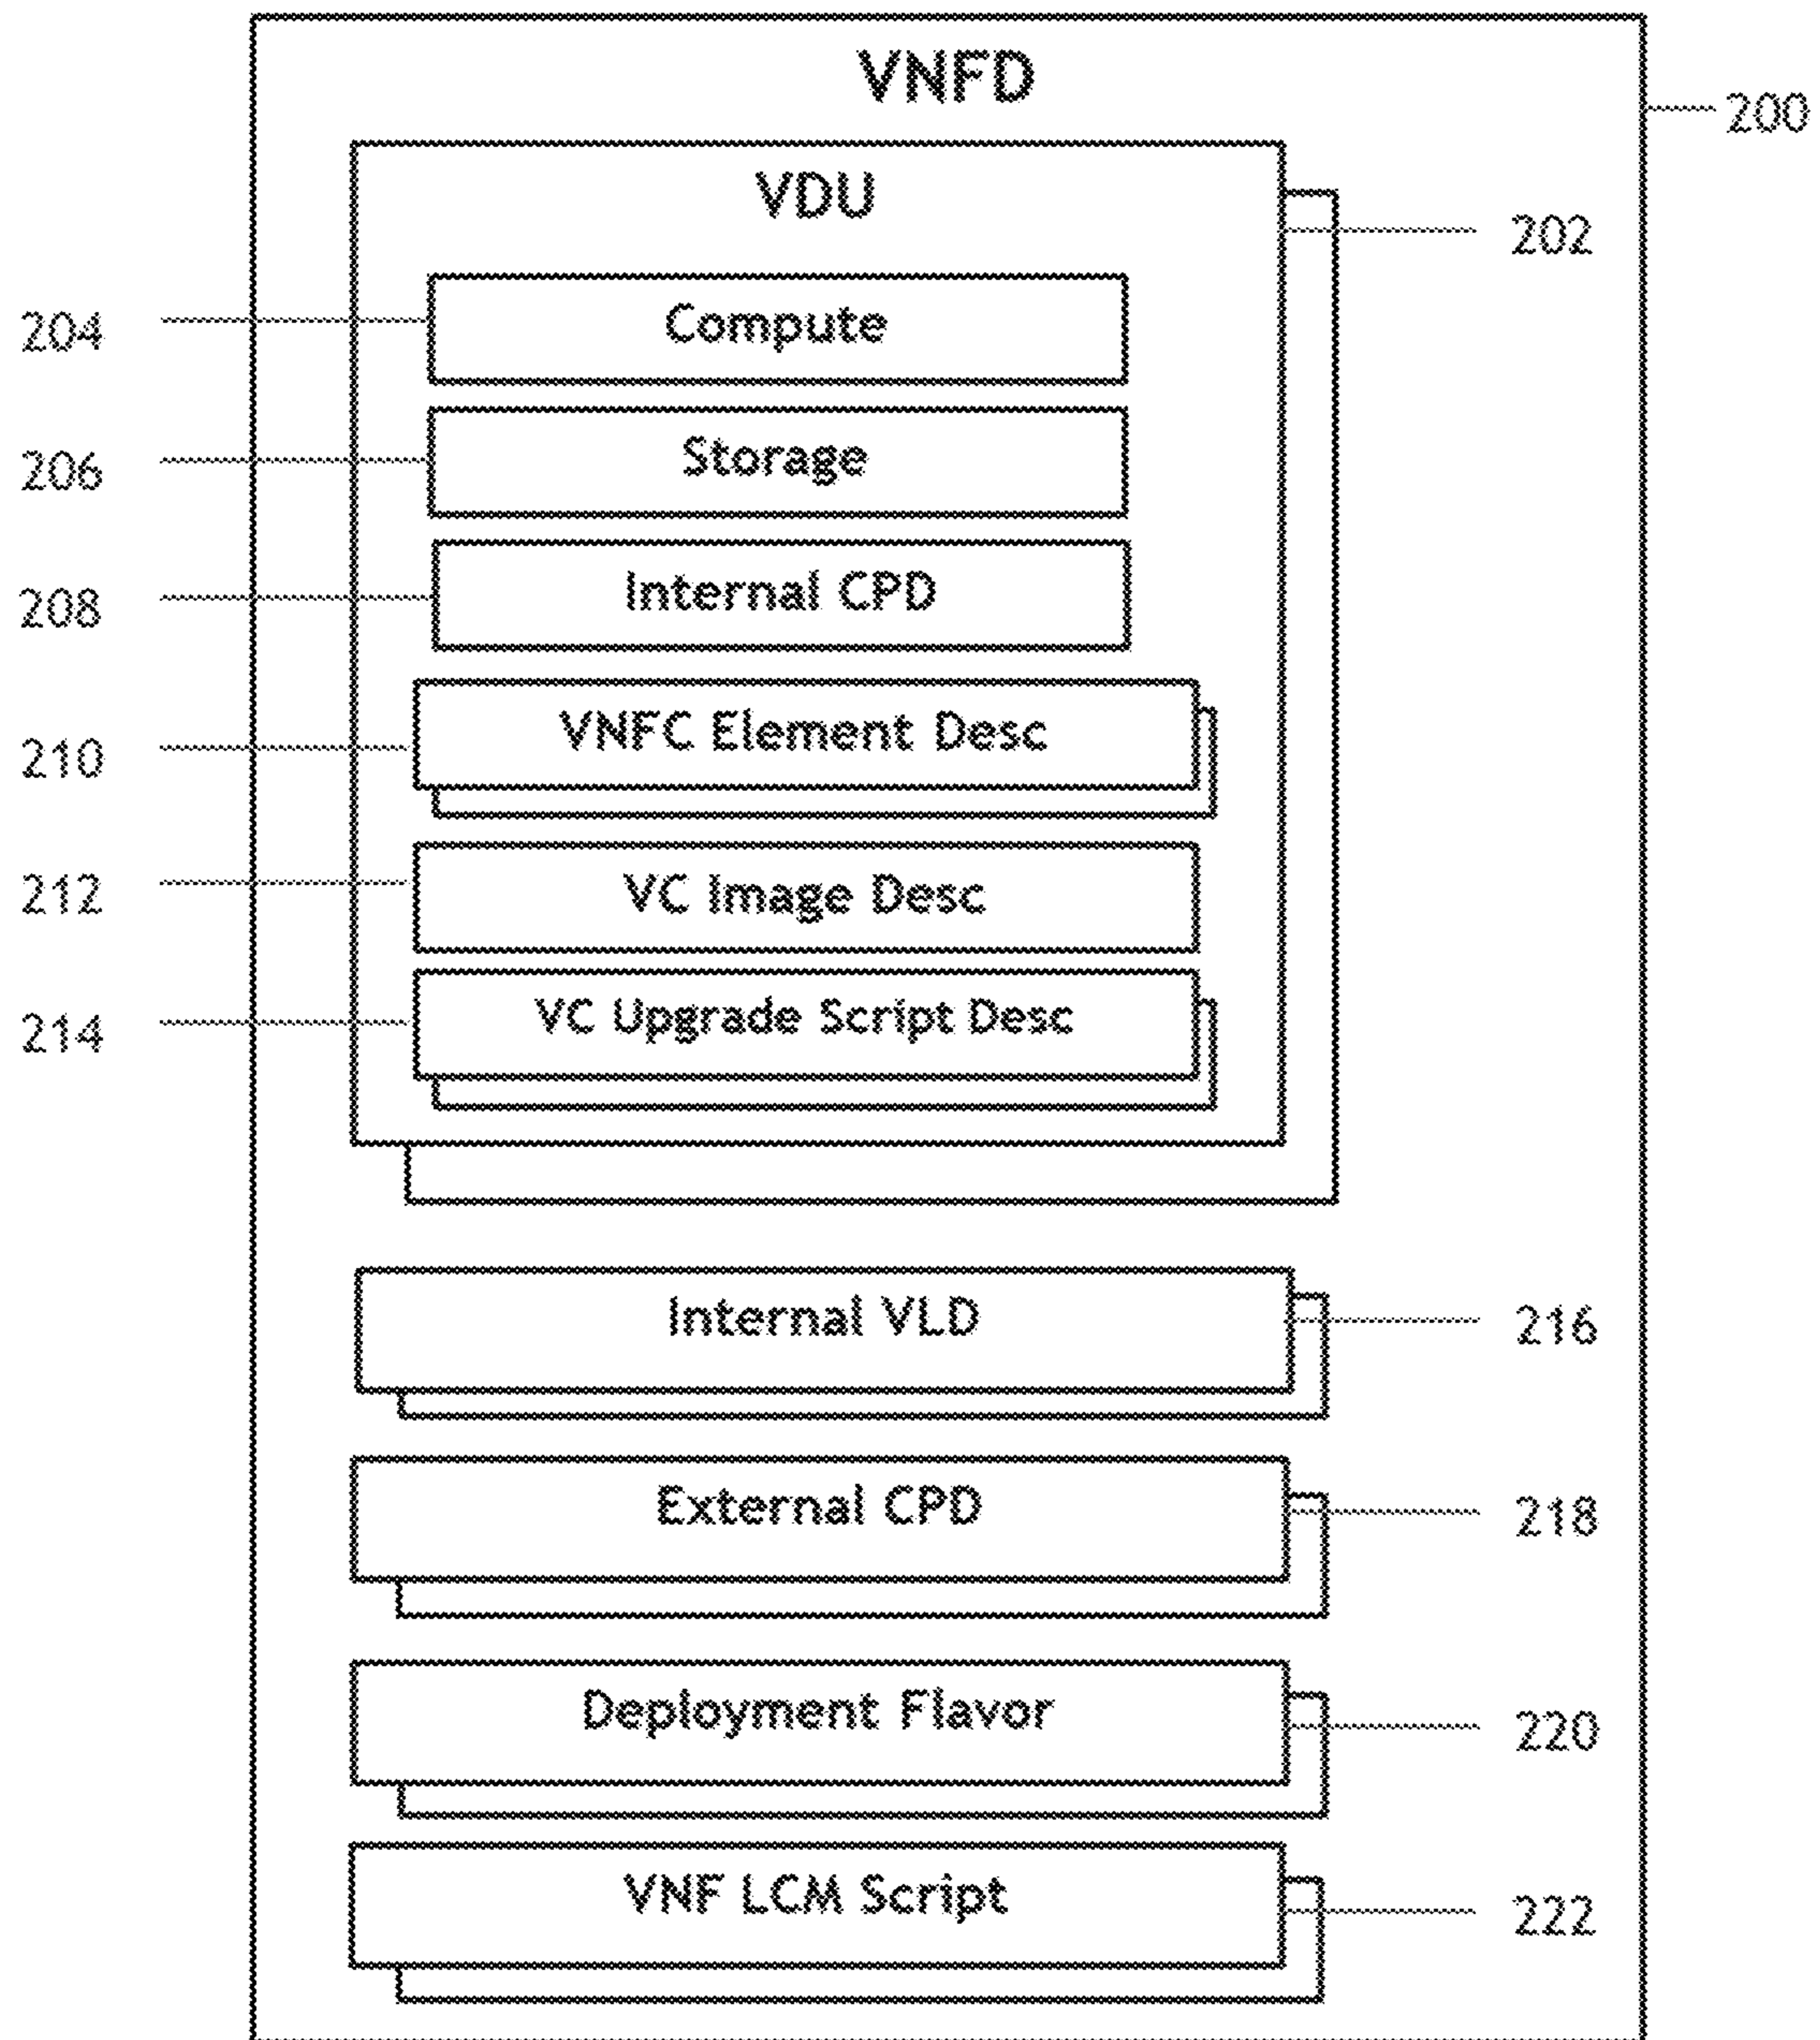 VNFD
200
VDU
202
204
Compute
206
Storage
208
Internal CPD
210
VNFC Element Desc
212
VC Image Desc
214
VC Upgrade Script Desc
Internal VLD
216
External CPD
218
Deployment Flavor
220
VNF LCM Script
222